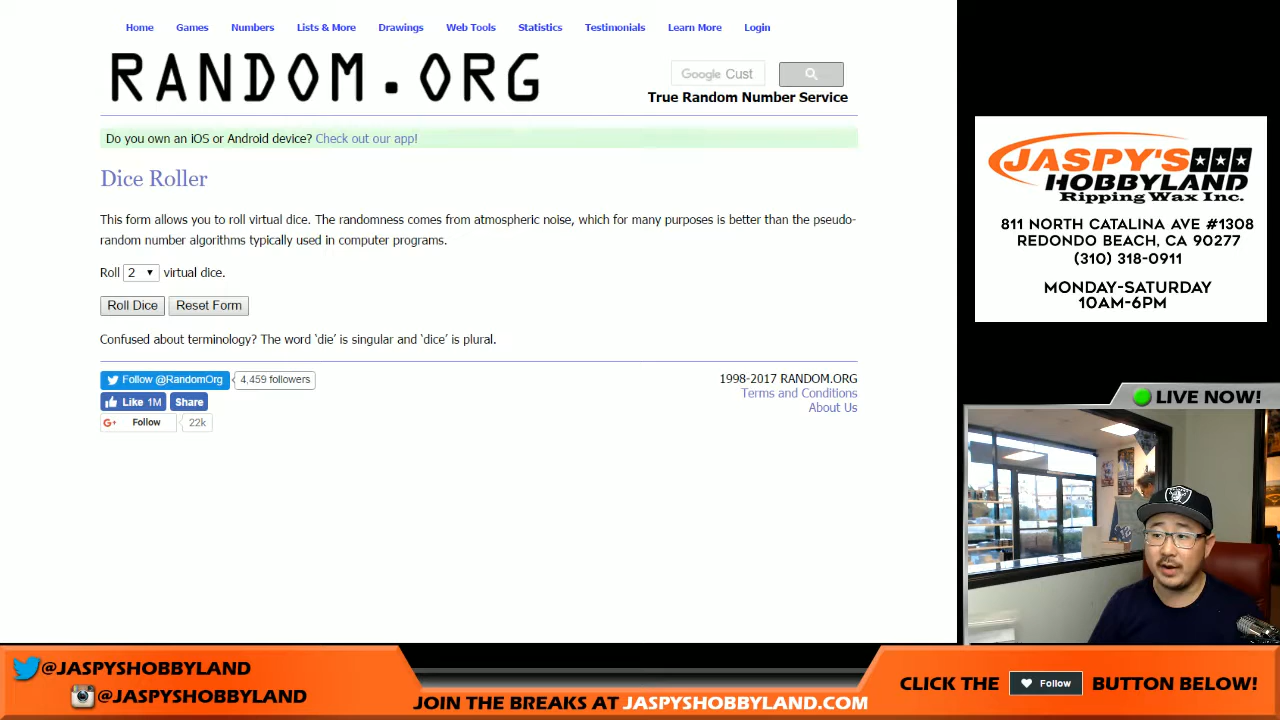 Home Games Numbers Lists & More Drawings Web Tools Statistics Testimonials Learn More Login
RANDOM.ORG
Google Cust
True Random Number Service
Do you own an iOS or Android device? Check out our app!
Dice Roller
This form allows you to roll virtual dice. The randomness comes from atmospheric noise, which for many purposes is better than the pseudo-
random number algorithms typically used in computer programs.
Roll 2 virtual dice.
Roll Dice Reset Form
Confused about terminology? The word ‘die’ is singular and ‘dice’ is plural.
Follow @RandomOrg 4,459 followers
Like 1M Share
G+ Follow 22k
1998-2017 RANDOM.ORG
Terms and Conditions
About Us
JASPY'S
HOBBYLAND
Ripping Wax Inc.
811 NORTH CATALINA AVE #1308
REDONDO BEACH, CA 90277
(310) 318-0911
MONDAY-SATURDAY
10AM-6PM
LIVE NOW!
@JASPYSHOBBYLAND
@JASPYSHOBBYLAND
JOIN THE BREAKS AT JASPYSHOBBYLAND.COM
CLICK THE Follow BUTTON BELOW!